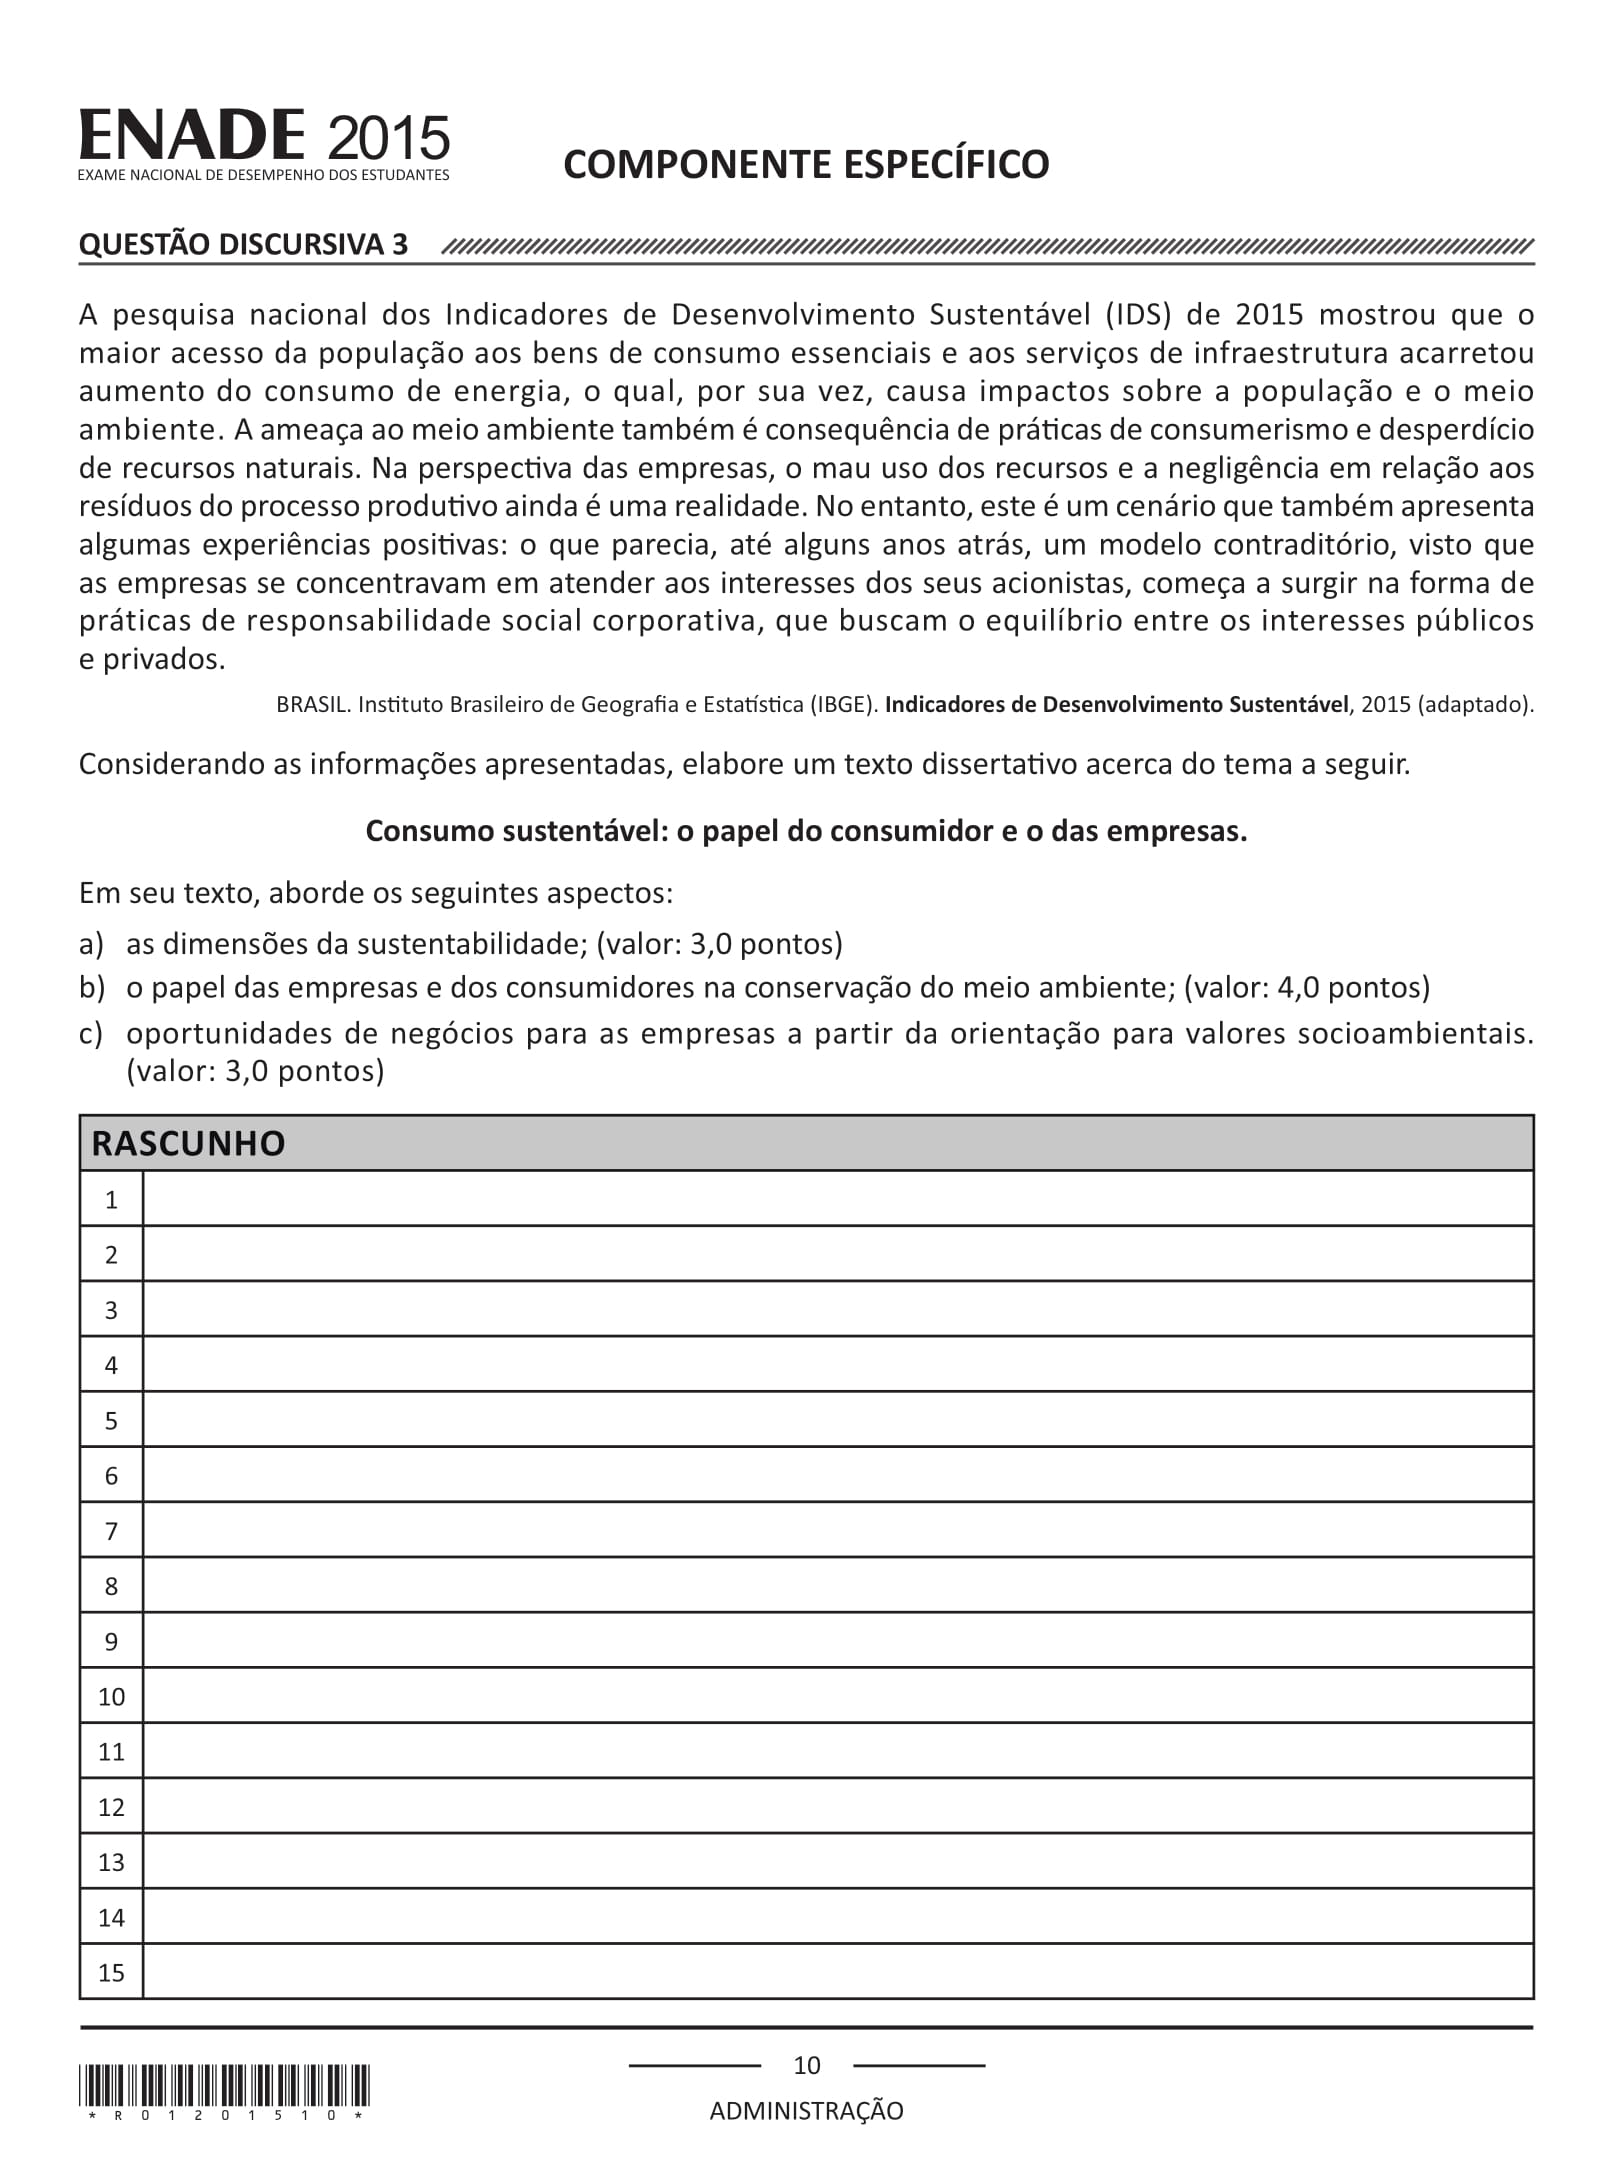 ENADE 2015
EXAME NACIONAL DE DESEMPENHO DOS ESTUDANTES
COMPONENTE ESPECÍFICO
QUESTÃO DISCURSIVA 3
A pesquisa nacional dos Indicadores de Desenvolvimento Sustentável (IDS) de 2015 mostrou que o
maior acesso da população aos bens de consumo essenciais e aos serviços de infraestrutura acarretou
aumento do consumo de energia, o qual, por sua vez, causa impactos sobre a população e o meio
ambiente. A ameaça ao meio ambiente também é consequência de práticas de consumerismo e desperdício
de recursos naturais. Na perspectiva das empresas, o mau uso dos recursos e a negligência em relação aos
resíduos do processo produtivo ainda é uma realidade. No entanto, este é um cenário que também apresenta
algumas experiências positivas: o que parecia, até alguns anos atrás, um modelo contraditório, visto que
as empresas se concentravam em atender aos interesses dos seus acionistas, começa a surgir na forma de
práticas de responsabilidade social corporativa, que buscam o equilíbrio entre os interesses públicos
e privados.
BRASIL. Instituto Brasileiro de Geografia e Estatística (IBGE). Indicadores de Desenvolvimento Sustentável, 2015 (adaptado).
Considerando as informações apresentadas, elabore um texto dissertativo acerca do tema a seguir.
Consumo sustentável: o papel do consumidor e o das empresas.
Em seu texto, aborde os seguintes aspectos:
a) as dimensões da sustentabilidade; (valor: 3,0 pontos)
b) o papel das empresas e dos consumidores na conservação do meio ambiente; (valor: 4,0 pontos)
c) oportunidades de negócios para as empresas a partir da orientação para valores socioambientais.
(valor: 3,0 pontos)
RASCUNHO
1
2
3
4
5
6
7
8
9
10
11
12
13
14
15
*R01201510*
10
ADMINISTRAÇÃO